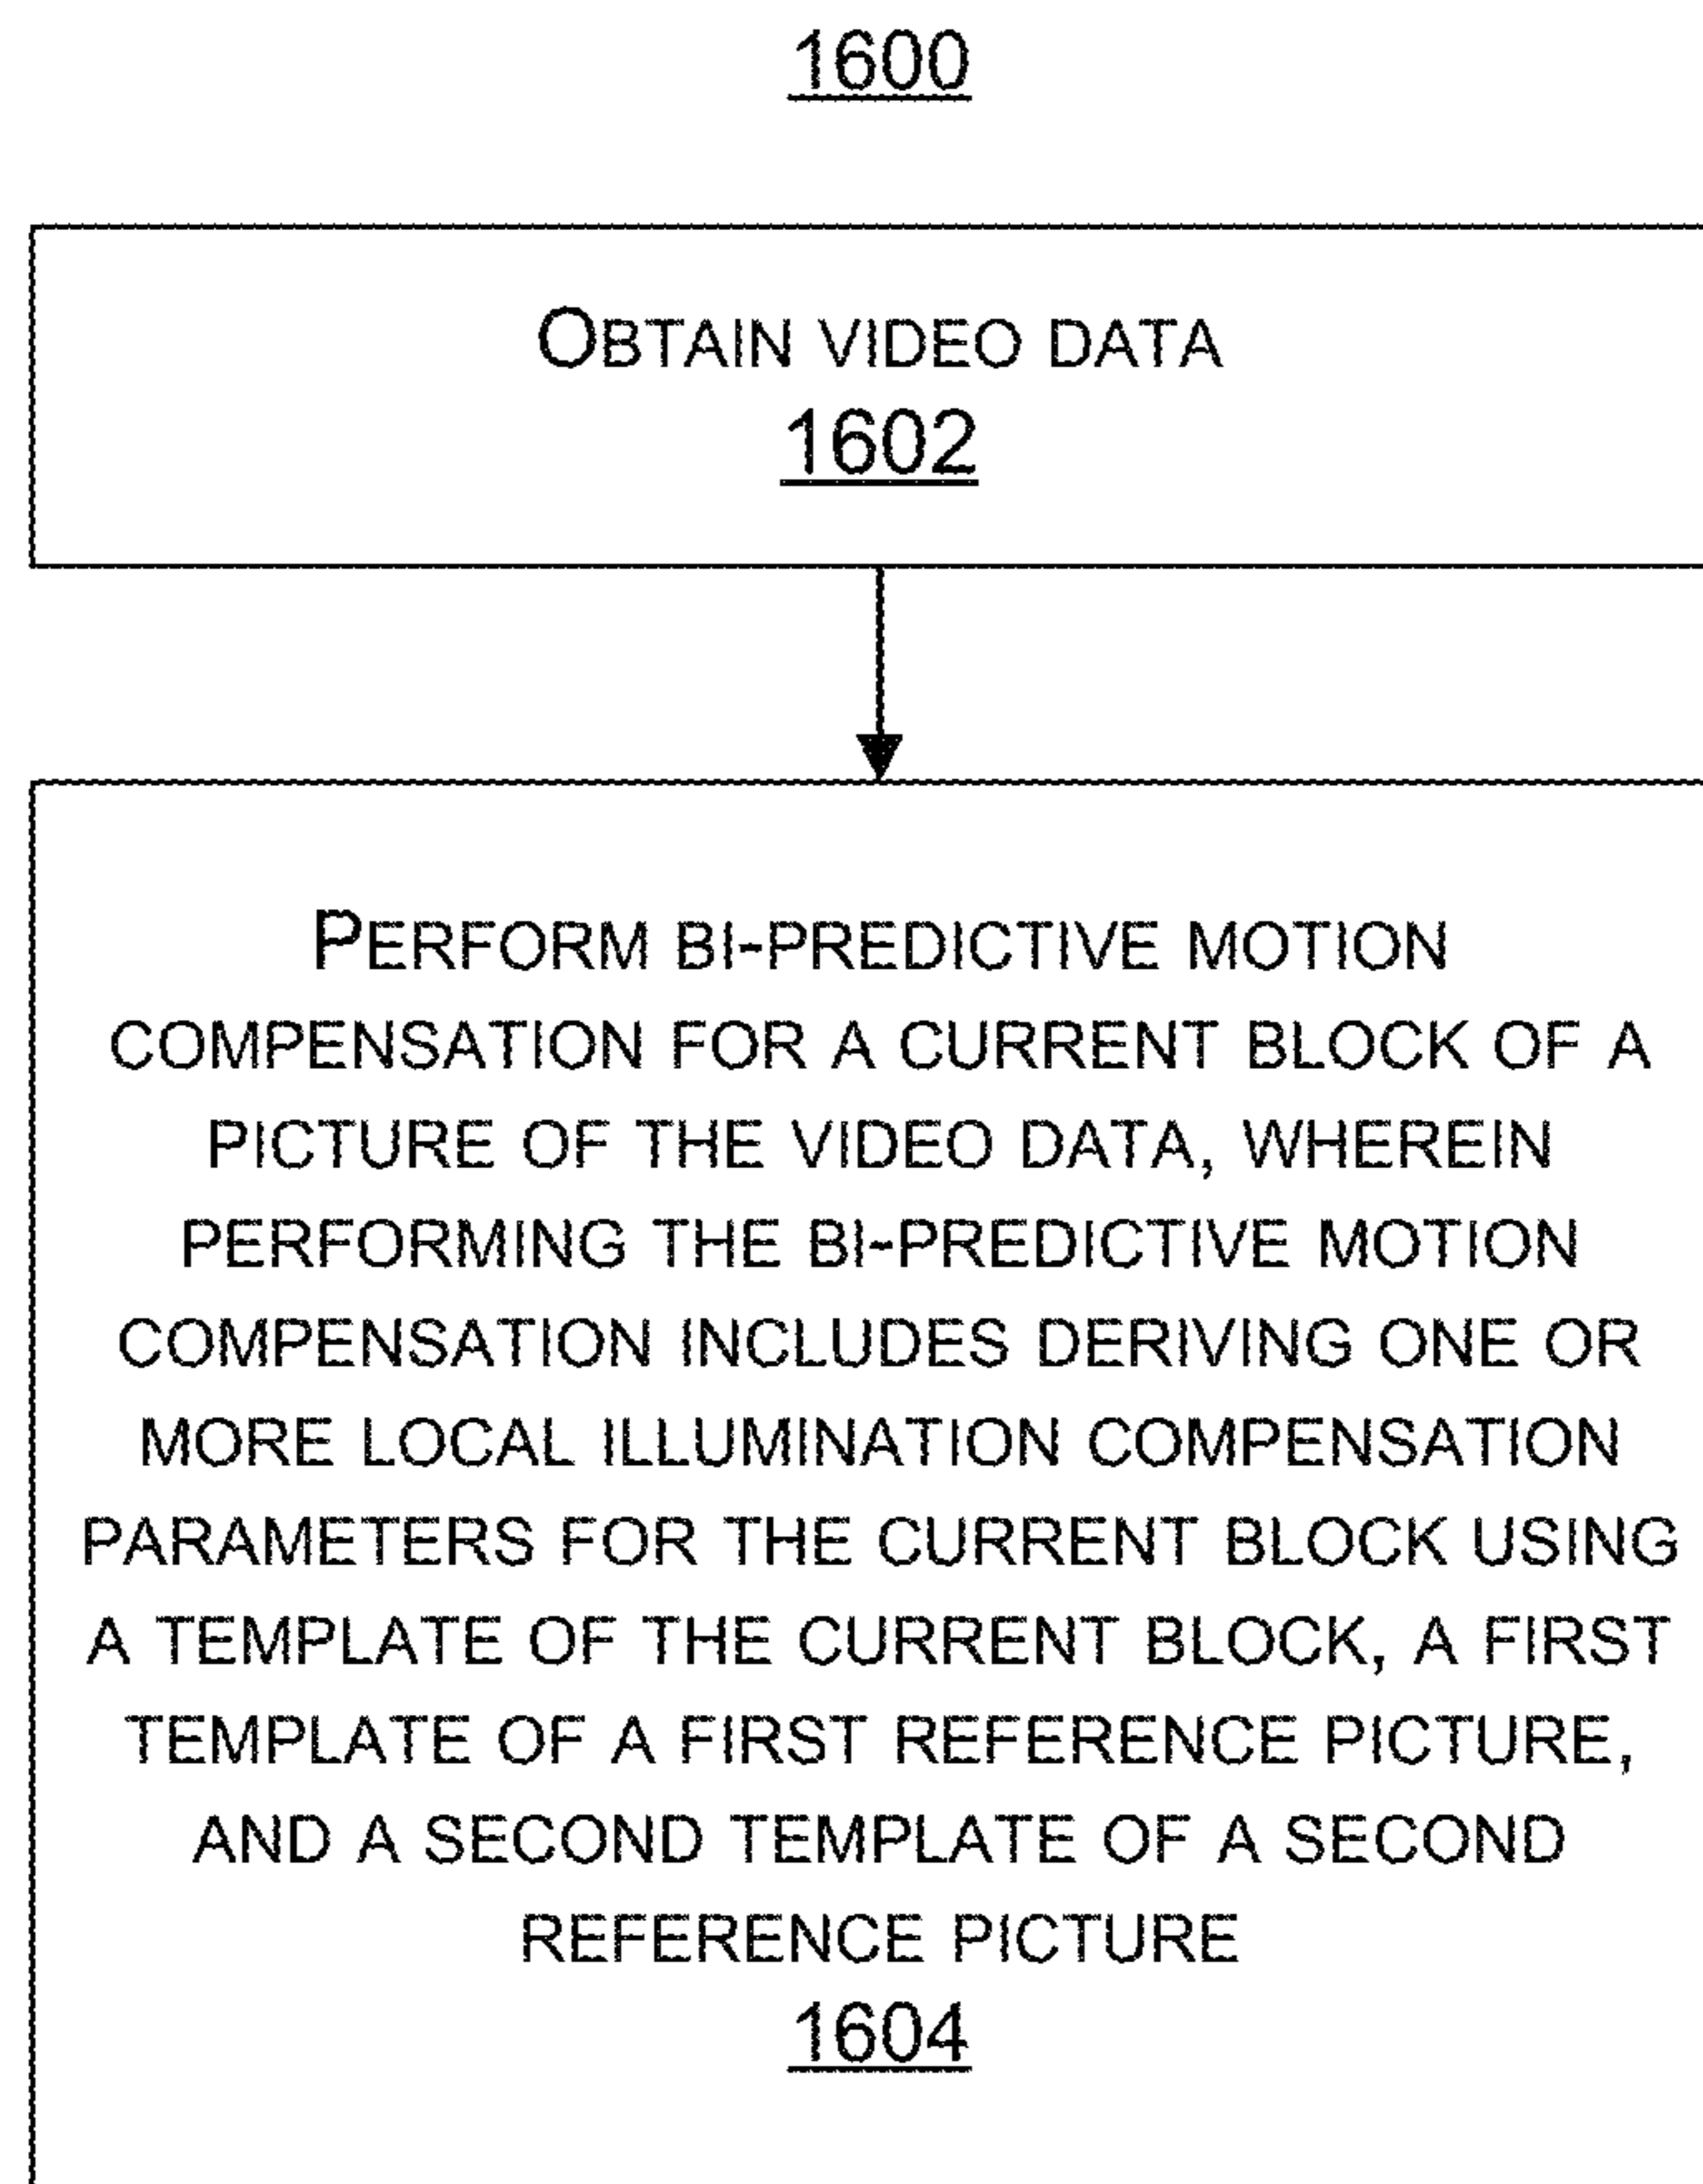 1600
OBTAIN VIDEO DATA
1602
PERFORM BI-PREDICTIVE MOTION
COMPENSATION FOR A CURRENT BLOCK OF A
PICTURE OF THE VIDEO DATA, WHEREIN
PERFORMING THE BI-PREDICTIVE MOTION
COMPENSATION INCLUDES DERIVING ONE OR
MORE LOCAL ILLUMINATION COMPENSATION
PARAMETERS FOR THE CURRENT BLOCK USING
A TEMPLATE OF THE CURRENT BLOCK, A FIRST
TEMPLATE OF A FIRST REFERENCE PICTURE,
AND A SECOND TEMPLATE OF A SECOND
REFERENCE PICTURE
1604